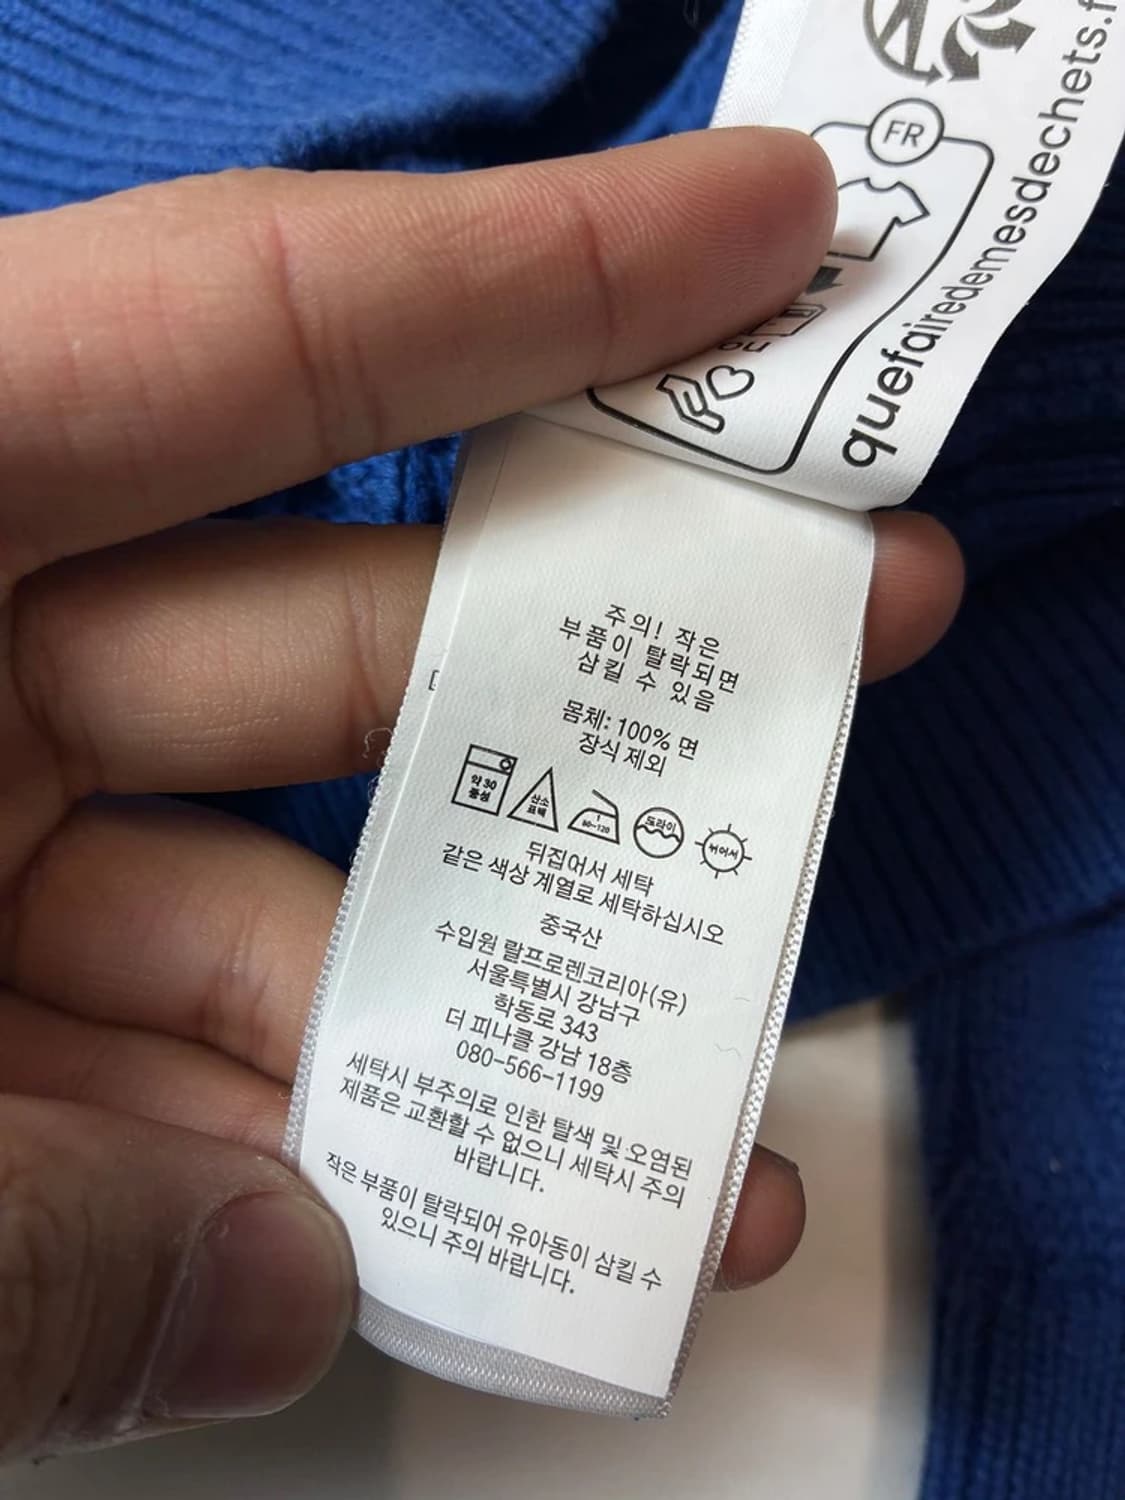 FR
ou
quefairedemesdechets.f
주의! 작은
부품이 탈락되면
삼킬 수 있음
몸체: 100% 면
장식 제외
약 30
중성
산소
표백
1
80~120
드라이
뉘어서
뒤집어서 세탁
같은 색상 계열로 세탁하십시오
중국산
수입원 랄프로렌코리아(유)
서울특별시 강남구
학동로 343
더 피나클 강남 18층
080-566-1199
세탁시 부주의로 인한 탈색 및 오염된
제품은 교환할 수 없으니 세탁시 주의
바랍니다.
작은 부품이 탈락되어 유아동이 삼킬 수
있으니 주의 바랍니다.